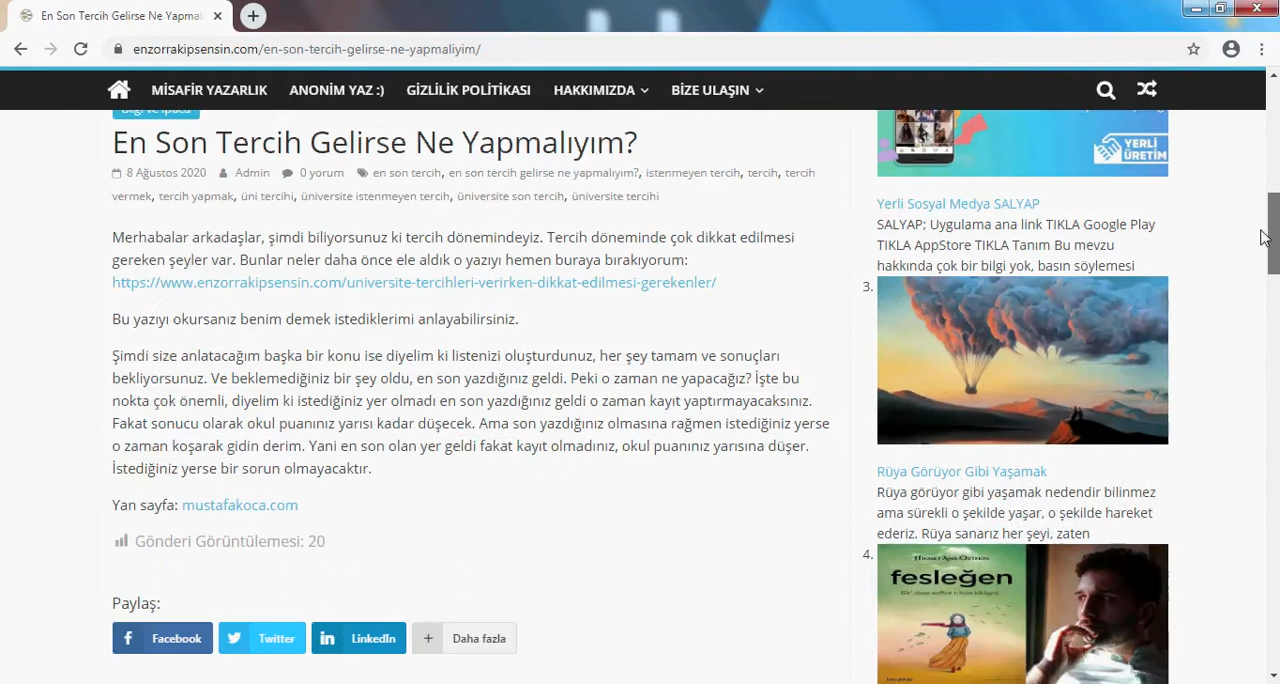 En Son Tercih Gelirse Ne Yapma
enzorrakipsensin.com/en-son-tercih-gelirse-ne-yapmaliyim/
MİSAFİR YAZARLIK ANONİM YAZ :) GİZLİLİK POLİTİKASI HAKKIMIZDA BİZE ULAŞIN
En Son Tercih Gelirse Ne Yapmalıyım?
8 Ağustos 2020 Admin 0 yorum en son tercih, en son tercih gelirse ne yapmalıyım?, istenmeyen tercih, tercih, tercih
vermek, tercih yapmak, üni tercihi, üniversite istenmeyen tercih, üniversite son tercih, üniversite tercihi
Merhabalar arkadaşlar, şimdi biliyorsunuz ki tercih dönemindeyiz. Tercih döneminde çok dikkat edilmesi
gereken şeyler var. Bunlar neler daha önce ele aldık o yazıyı hemen buraya bırakıyorum:
https://www.enzorrakipsensin.com/universite-tercihleri-verirken-dikkat-edilmesi-gerekenler/
Bu yazıyı okursanız benim demek istediklerimi anlayabilirsiniz.
Şimdi size anlatacağım başka bir konu ise diyelim ki listenizi oluşturdunuz, her şey tamam ve sonuçları
bekliyorsunuz. Ve beklemediğiniz bir şey oldu, en son yazdığınız geldi. Peki o zaman ne yapacağız? İşte bu
nokta çok önemli, diyelim ki istediğiniz yer olmadı en son yazdığınız geldi o zaman kayıt yaptırmayacaksınız.
Fakat sonucu olarak okul puanınız yarısı kadar düşecek. Ama son yazdığınız olmasına rağmen istediğiniz yerse
o zaman koşarak gidin derim. Yani en son olan yer geldi fakat kayıt olmadınız, okul puanınız yarısına düşer.
İstediğiniz yerse bir sorun olmayacaktır.
Yan sayfa: mustafakoca.com
Gönderi Görüntülemesi: 20
Paylaş:
Facebook Twitter LinkedIn Daha fazla
YERLİ
ÜRETİM
Yerli Sosyal Medya SALYAP
SALYAP; Uygulama ana link TIKLA Google Play
TIKLA AppStore TIKLA Tanım Bu mevzu
hakkında çok bir bilgi yok, basın söylemesi
3.
Rüya Görüyor Gibi Yaşamak
Rüya görüyor gibi yaşamak nedendir bilinmez
ama sürekli o şekilde yaşar, o şekilde hareket
ederiz. Rüya sanarız her şeyi, zaten
4.
fesleğen